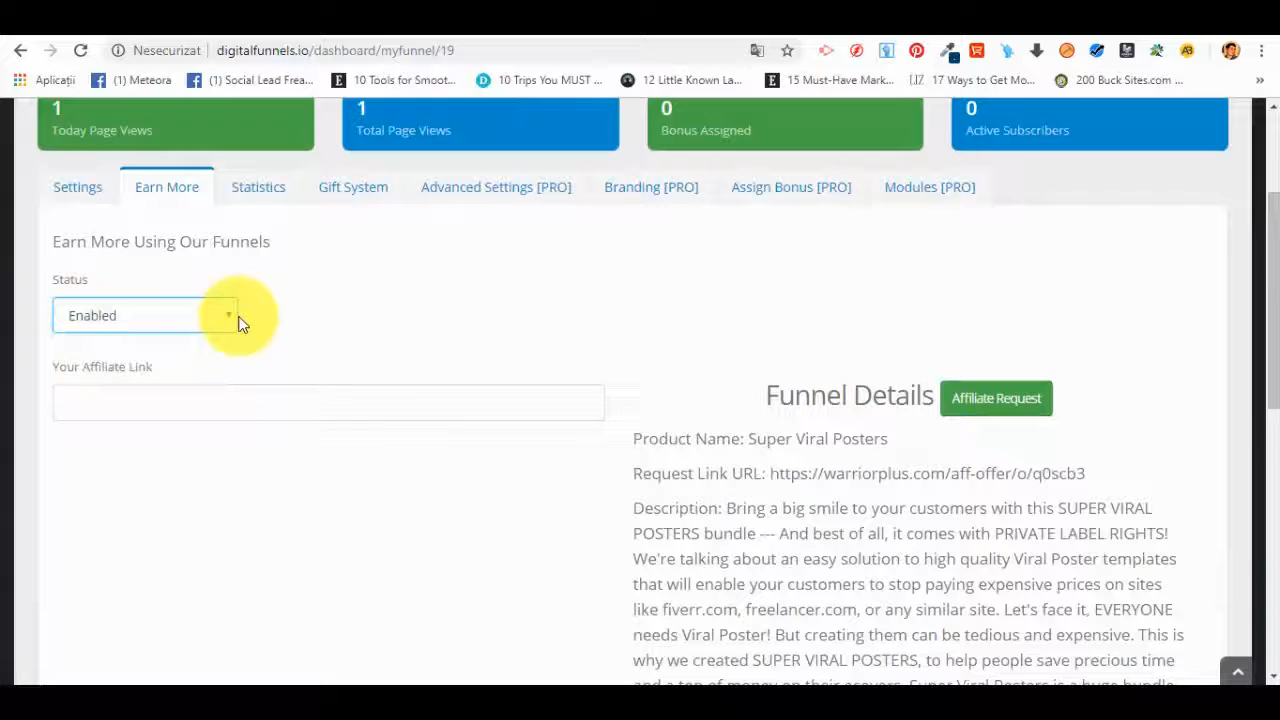 Nesecurizat digitalfunnels.io/dashboard/myfunnel/19
Aplicații (1) Meteora (1) Social Lead Frea... 10 Tools for Smoot... 10 Trips You MUST ... 12 Little Known La... 15 Must-Have Mark... 17 Ways to Get Mo... 200 Buck Sites.com ... »
1 1 0 0
Today Page Views Total Page Views Bonus Assigned Active Subscribers
Settings Earn More Statistics Gift System Advanced Settings [PRO] Branding [PRO] Assign Bonus [PRO] Modules [PRO]
Earn More Using Our Funnels
Status
Enabled
Your Affiliate Link
Funnel Details Affiliate Request
Product Name: Super Viral Posters
Request Link URL: https://warriorplus.com/aff-offer/o/q0scb3
Description: Bring a big smile to your customers with this SUPER VIRAL
POSTERS bundle --- And best of all, it comes with PRIVATE LABEL RIGHTS!
We're talking about an easy solution to high quality Viral Poster templates
that will enable your customers to stop paying expensive prices on sites
like fiverr.com, freelancer.com, or any similar site. Let's face it, EVERYONE
needs Viral Poster! But creating them can be tedious and expensive. This is
why we created SUPER VIRAL POSTERS, to help people save precious time